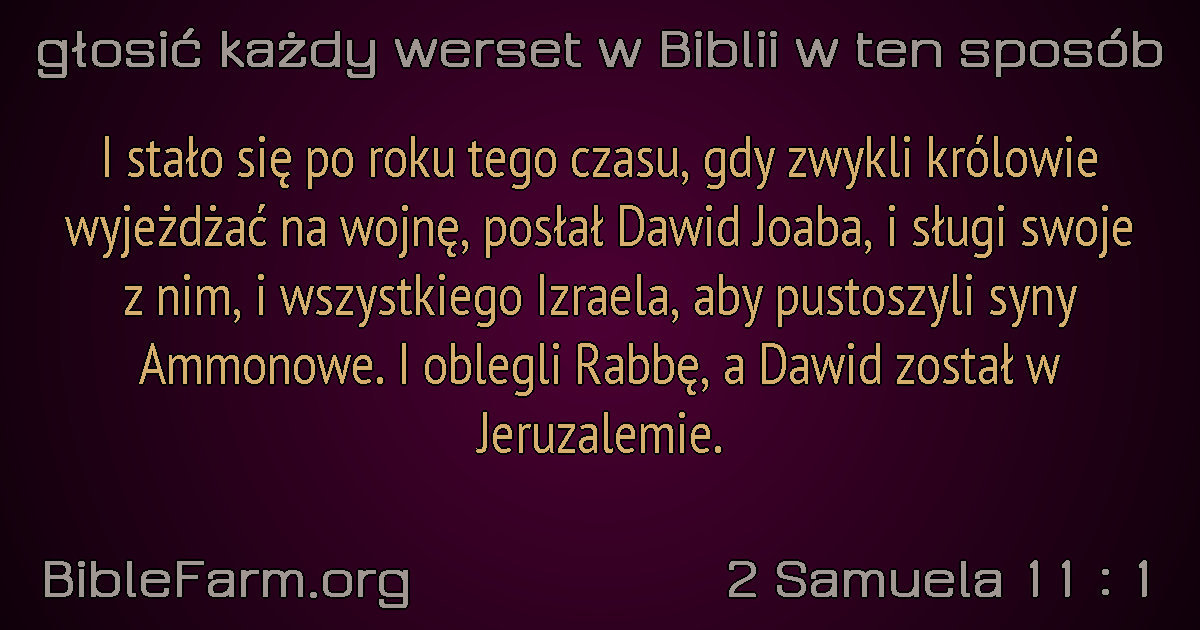 głosić każdy werset w Biblii w ten sposób
I stało się po roku tego czasu, gdy zwykli królowie
wyjeżdżać na wojnę, posłał Dawid Joaba, i sługi swoje
z nim, i wszystkiego Izraela, aby pustoszyli syny
Ammonowe. I oblegli Rabbę, a Dawid został w
Jeruzalemie.
BibleFarm.org
2 Samuela 11 : 1